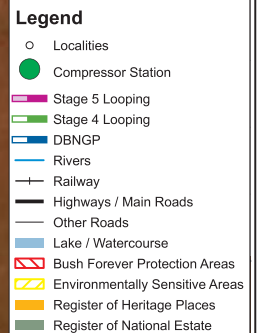 Legend
Localities
Compressor Station
Stage 5 Looping
Stage 4 Looping
DBNGP
Rivers
Railway
Highways / Main Roads
Other Roads
Lake / Watercourse
Bush Forever Protection Areas
Environmentally Sensitive Areas
Register of Heritage Places
Register of National Estate